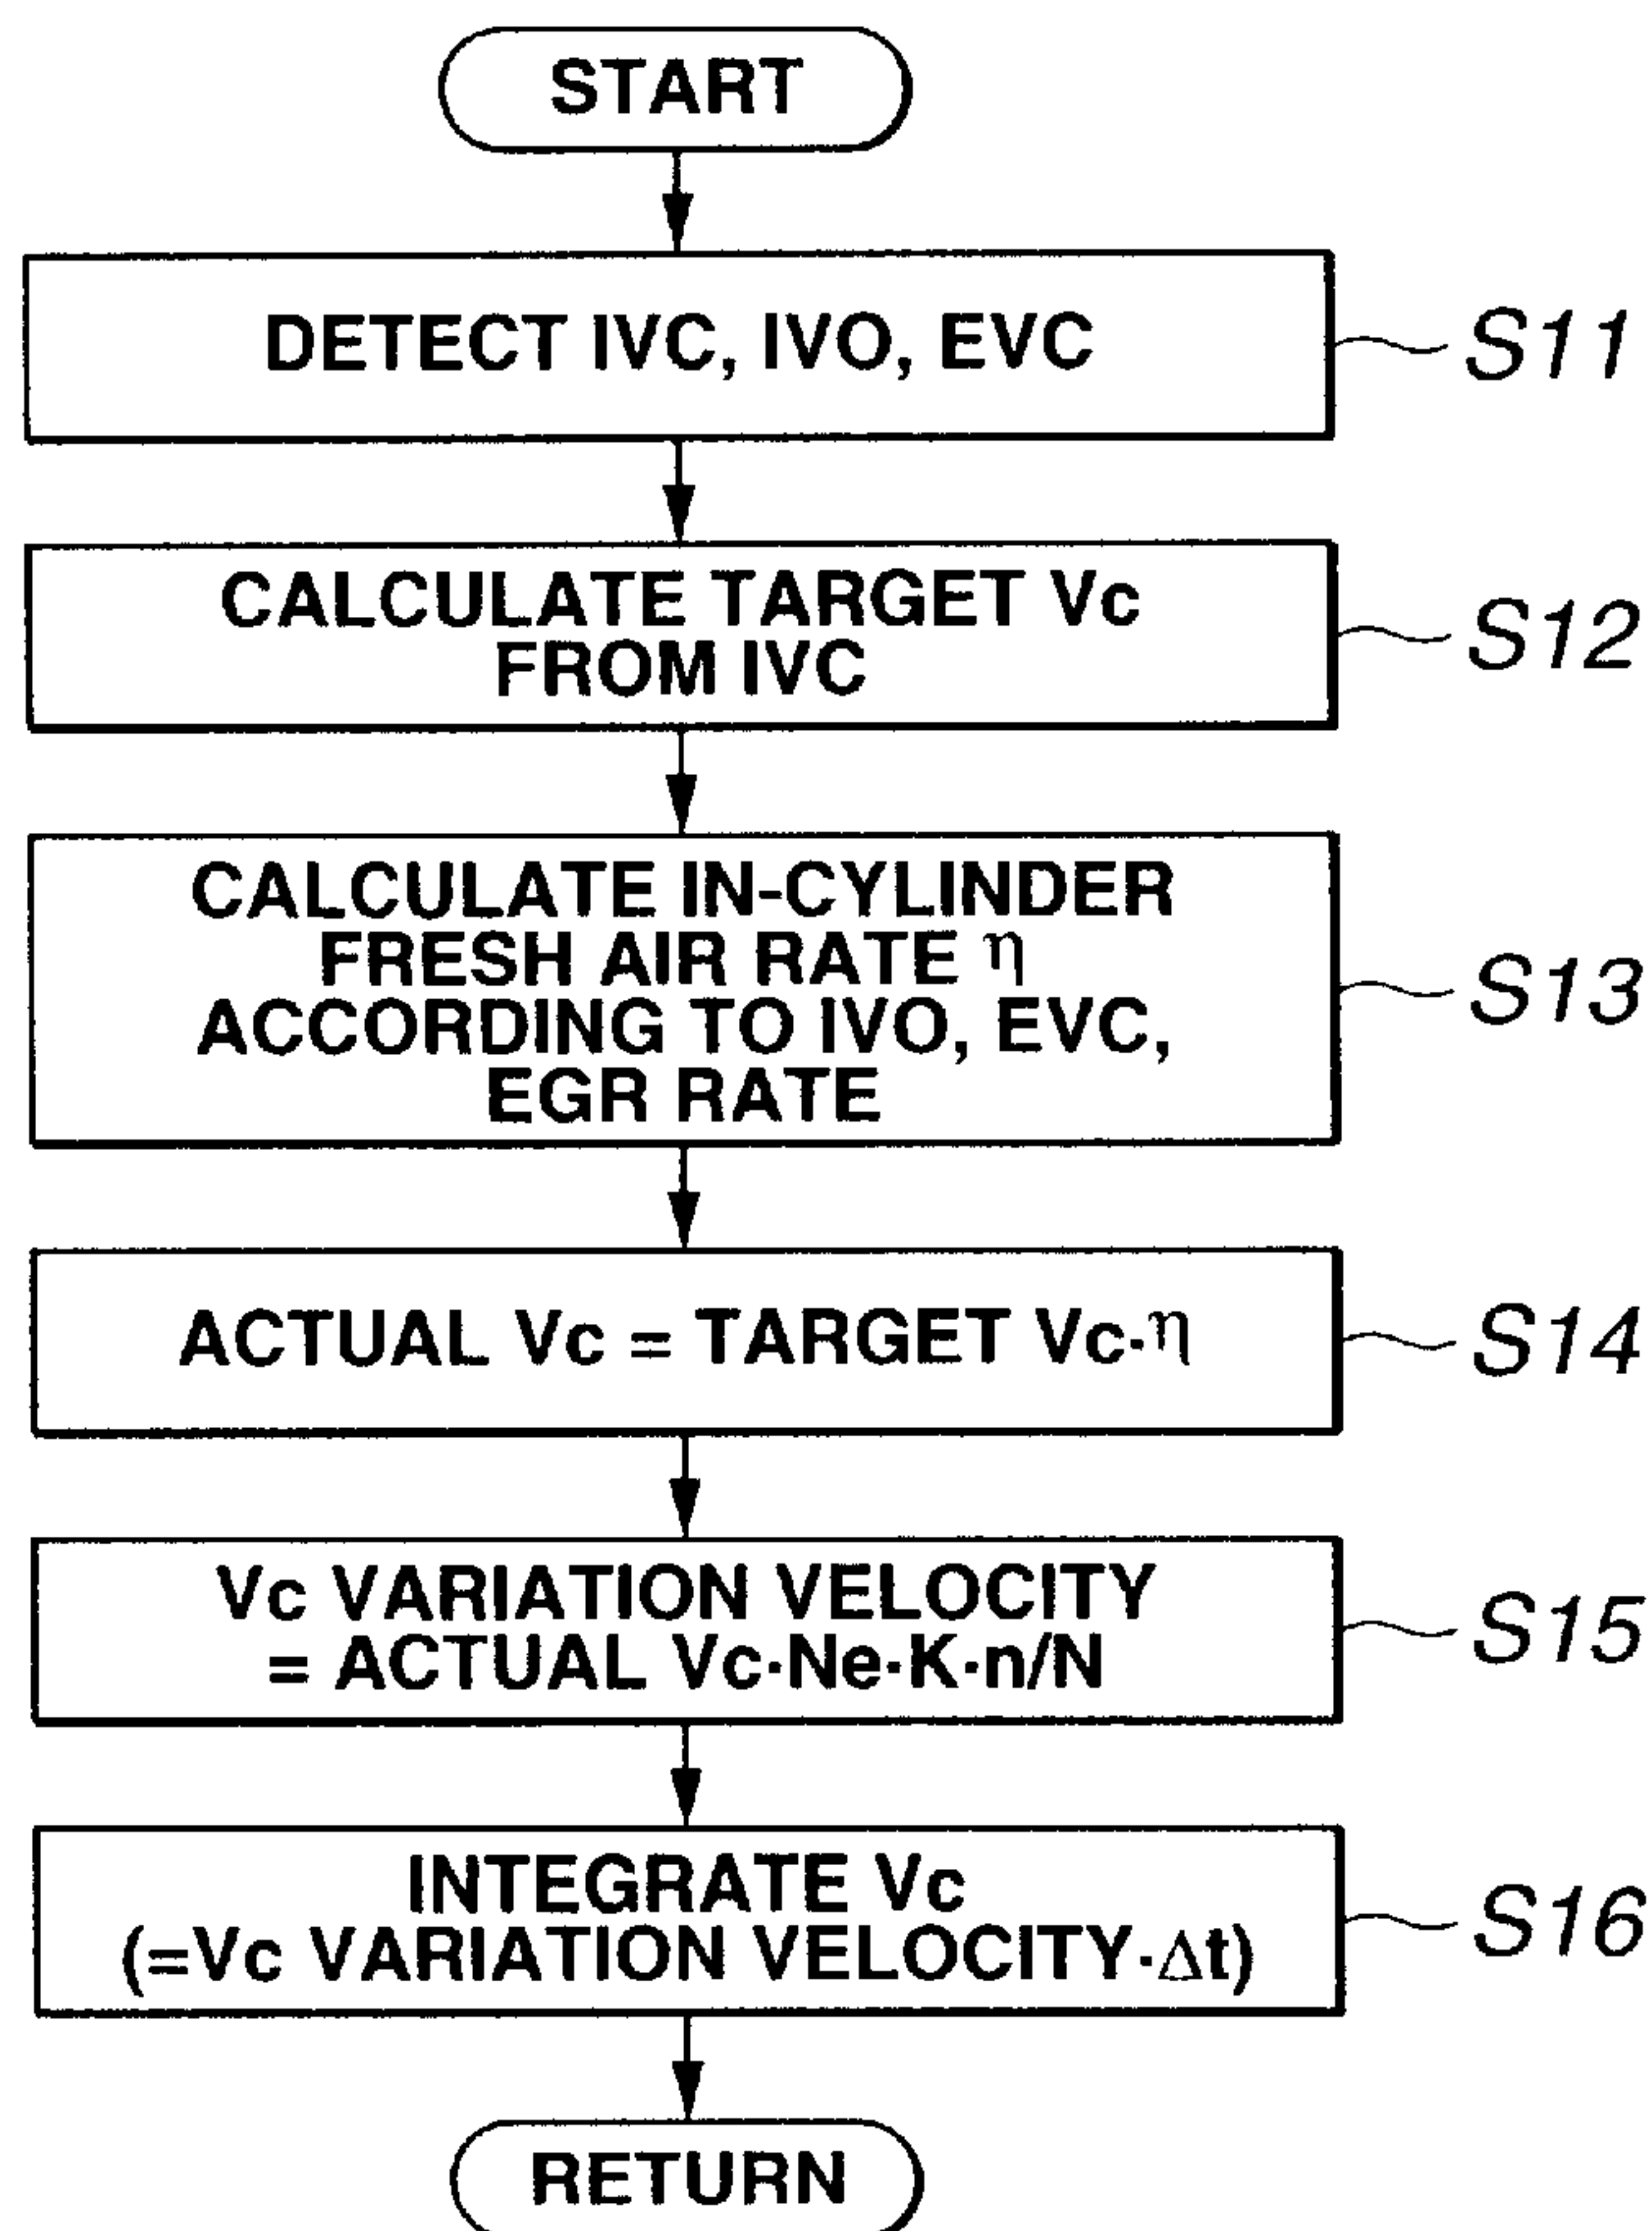 START
DETECT IVC, IVO, EVC
S11
CALCULATE TARGET Vc
FROM IVC
S12
CALCULATE IN-CYLINDER
FRESH AIR RATE η
ACCORDING TO IVO, EVC,
EGR RATE
S13
ACTUAL Vc = TARGET Vc·η
S14
Vc VARIATION VELOCITY
= ACTUAL Vc·Ne·K·n/N
S15
INTEGRATE Vc
(=Vc VARIATION VELOCITY·Δt)
S16
RETURN